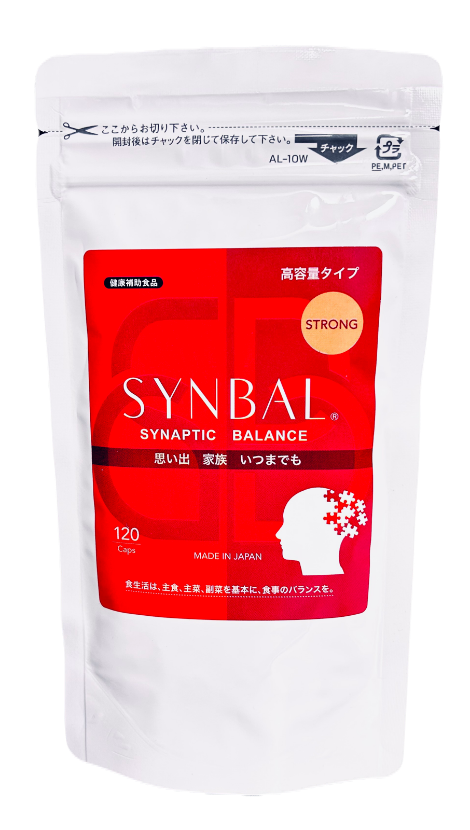 ここからお切り下さい。
開封後はチャックを閉じて保存して下さい。
チャック
AL-10W
プラ
PE,M,PET
健康補助食品
高容量タイプ
STRONG
SYNBAL®
SYNAPTIC BALANCE
思い出 家族 いつまでも
120
Caps
MADE IN JAPAN
食生活は、主食、主菜、副菜を基本に、食事のバランスを。